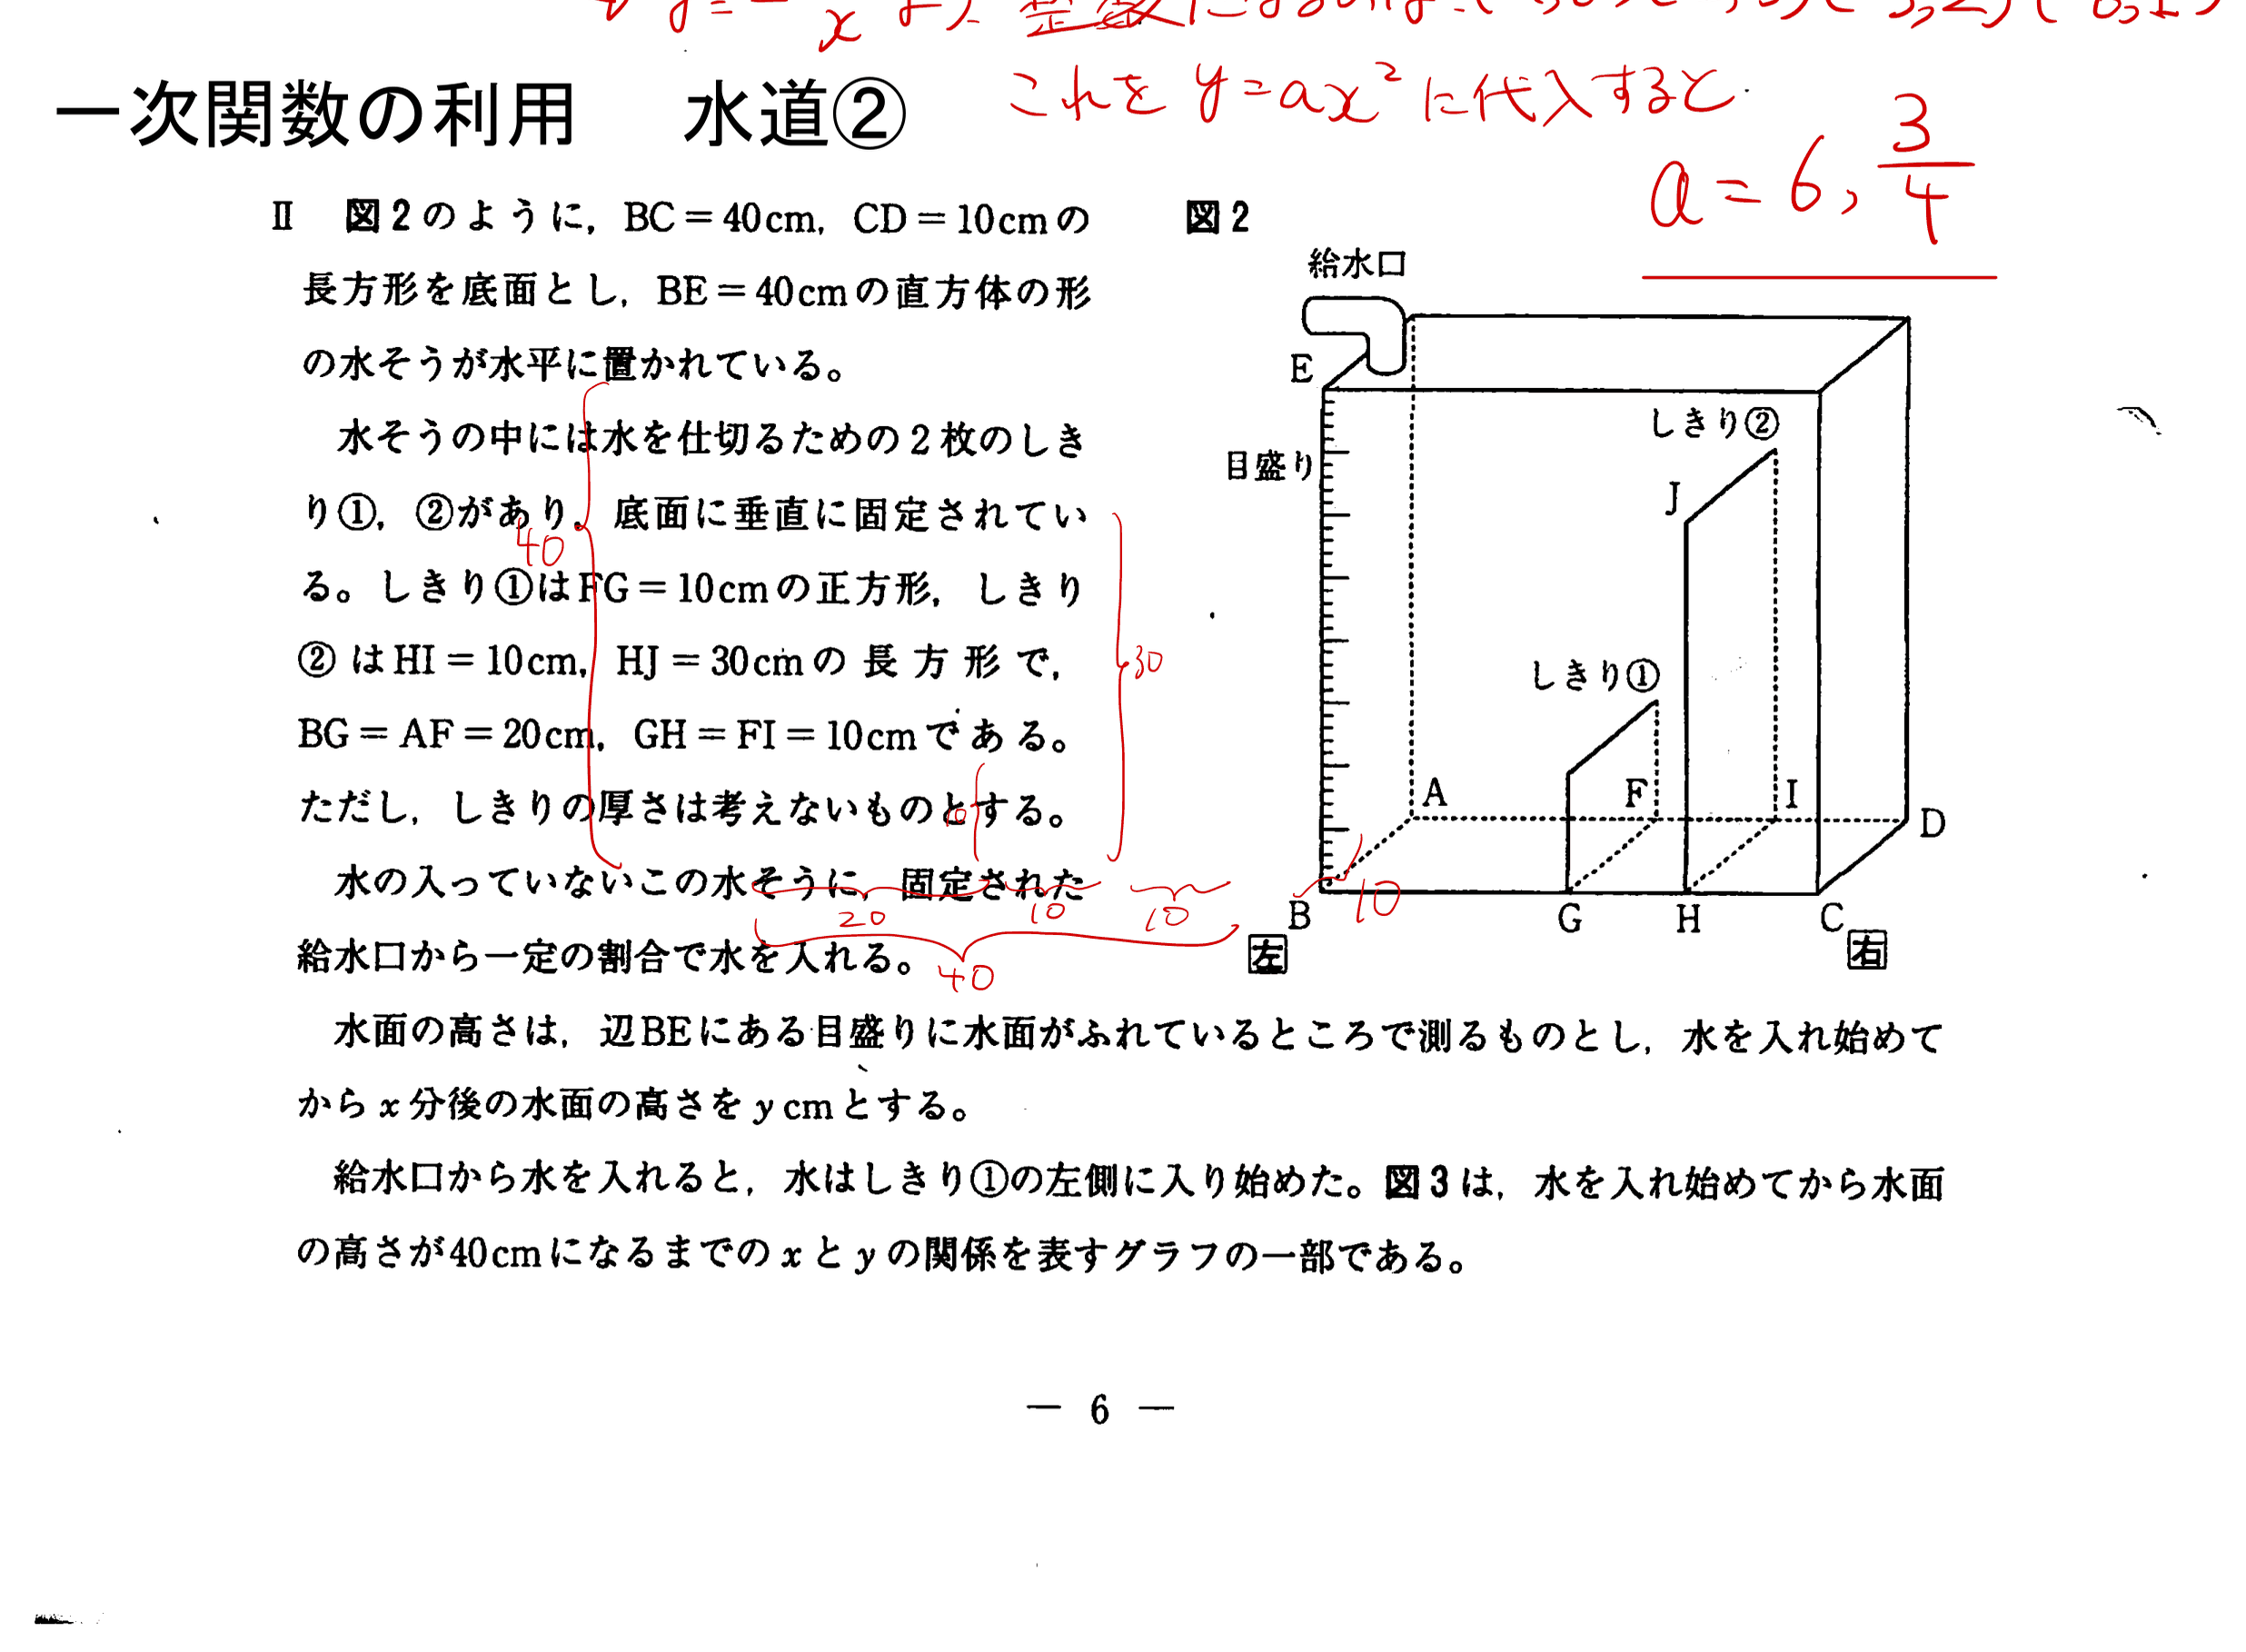 これを y=ax² に代入すると
一次関数の利用　水道②
a = 6, 3/4
Ⅱ　図2のように，BC＝40cm，CD＝10cmの
長方形を底面とし，BE＝40cmの直方体の形
の水そうが水平に置かれている。
水そうの中には水を仕切るための2枚のしき
り①，②があり，底面に垂直に固定されてい
る。しきり①はFG＝10cmの正方形，しきり
②はHI＝10cm，HJ＝30cmの長方形で，
BG＝AF＝20cm，GH＝FI＝10cmである。
ただし，しきりの厚さは考えないものとする。
水の入っていないこの水そうに，固定された
給水口から一定の割合で水を入れる。
40
30
10
20
10
10
40
図2
給水口
E
しきり②
目盛り
J
しきり①
A
F
I
D
B
10
G
H
C
左
右
水面の高さは，辺BEにある目盛りに水面がふれているところで測るものとし，水を入れ始めて
からx分後の水面の高さをycmとする。
給水口から水を入れると，水はしきり①の左側に入り始めた。図3は，水を入れ始めてから水面
の高さが40cmになるまでのxとyの関係を表すグラフの一部である。
― 6 ―